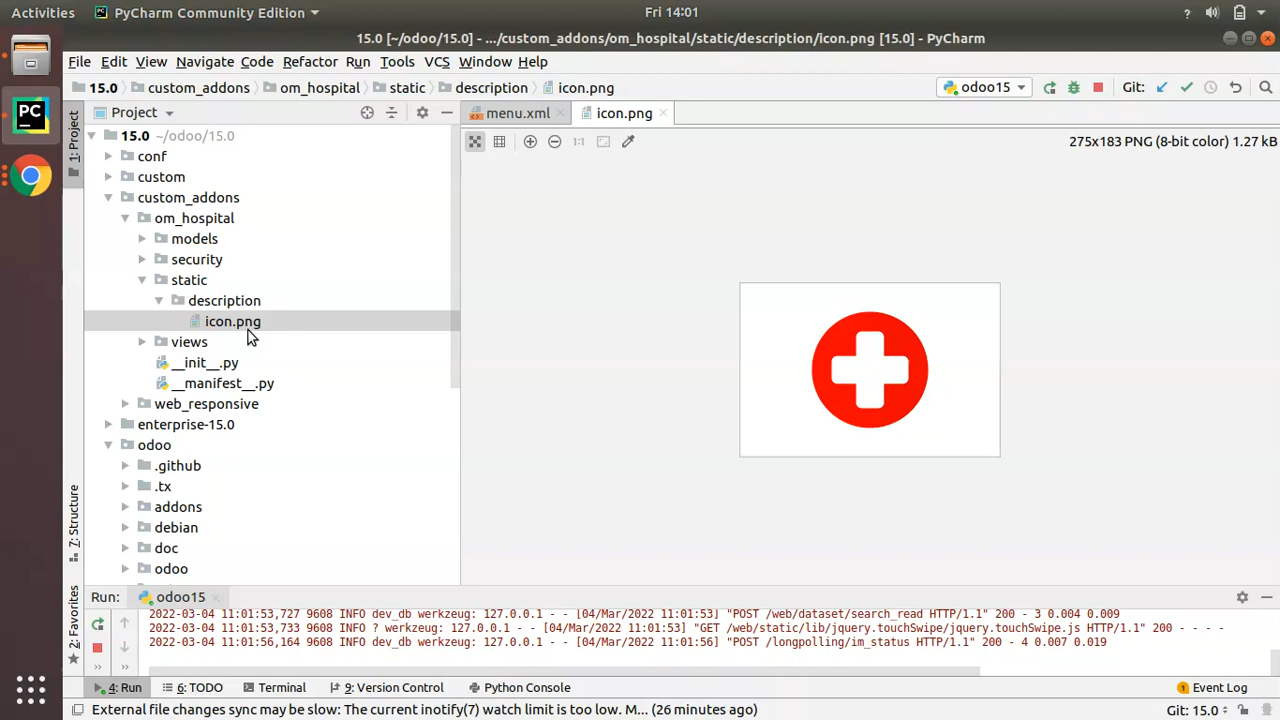 Activities PyCharm Community Edition Fri 14:01
15.0 [~/odoo/15.0] - .../custom_addons/om_hospital/static/description/icon.png [15.0] - PyCharm
File Edit View Navigate Code Refactor Run Tools VCS Window Help
15.0 custom_addons om_hospital static description icon.png odoo15 Git:
1: Project
Project
menu.xml icon.png
15.0 ~/odoo/15.0
1:1 275x183 PNG (8-bit color) 1.27 kB
conf
custom
custom_addons
om_hospital
models
security
static
description
icon.png
views
__init__.py
__manifest__.py
web_responsive
enterprise-15.0
odoo
.github
.tx
addons
debian
doc
odoo
7: Structure
2: Favorites
Run: odoo15
2022-03-04 11:01:53,727 9608 INFO dev_db werkzeug: 127.0.0.1 - - [04/Mar/2022 11:01:53] "POST /web/dataset/search_read HTTP/1.1" 200 - 3 0.004 0.009
2022-03-04 11:01:53,733 9608 INFO ? werkzeug: 127.0.0.1 - - [04/Mar/2022 11:01:53] "GET /web/static/lib/jquery.touchSwipe/jquery.touchSwipe.js HTTP/1.1" 200 - - - -
2022-03-04 11:01:56,164 9608 INFO dev_db werkzeug: 127.0.0.1 - - [04/Mar/2022 11:01:56] "POST /longpolling/im_status HTTP/1.1" 200 - 4 0.007 0.019
4: Run 6: TODO Terminal 9: Version Control Python Console 1 Event Log
External file changes sync may be slow: The current inotify(7) watch limit is too low. M... (26 minutes ago) Git: 15.0